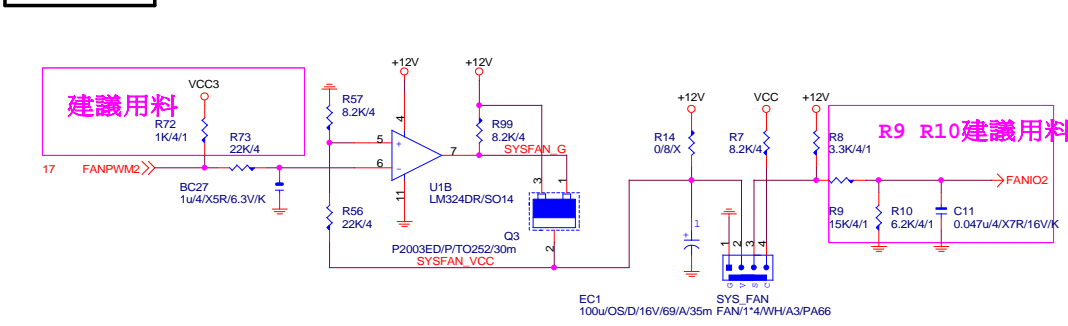 建議用料
R72
1K/4/1
VCC3
R73
22K/4
17
FANPWM2
BC27
1u/4/X5R/6.3V/K
R57
8.2K/4
R56
22K/4
+12V
4
5
+
6
-
7
11
U1B
LM324DR/SO14
+12V
R99
8.2K/4
SYSFAN_G
3
1
2
Q3
P2003ED/P/TO252/30m
SYSFAN_VCC
+12V
R14
0/8/X
+
1
EC1
100u/OS/D/16V/69/A/35m
VCC
R7
8.2K/4
+12V
R8
3.3K/4/1
1
2
3
4
G
V
S
C
SYS_FAN
FAN/1*4/WH/A3/PA66
R9 R10建議用料
R9
15K/4/1
R10
6.2K/4/1
C11
0.047u/4/X7R/16V/K
FANIO2